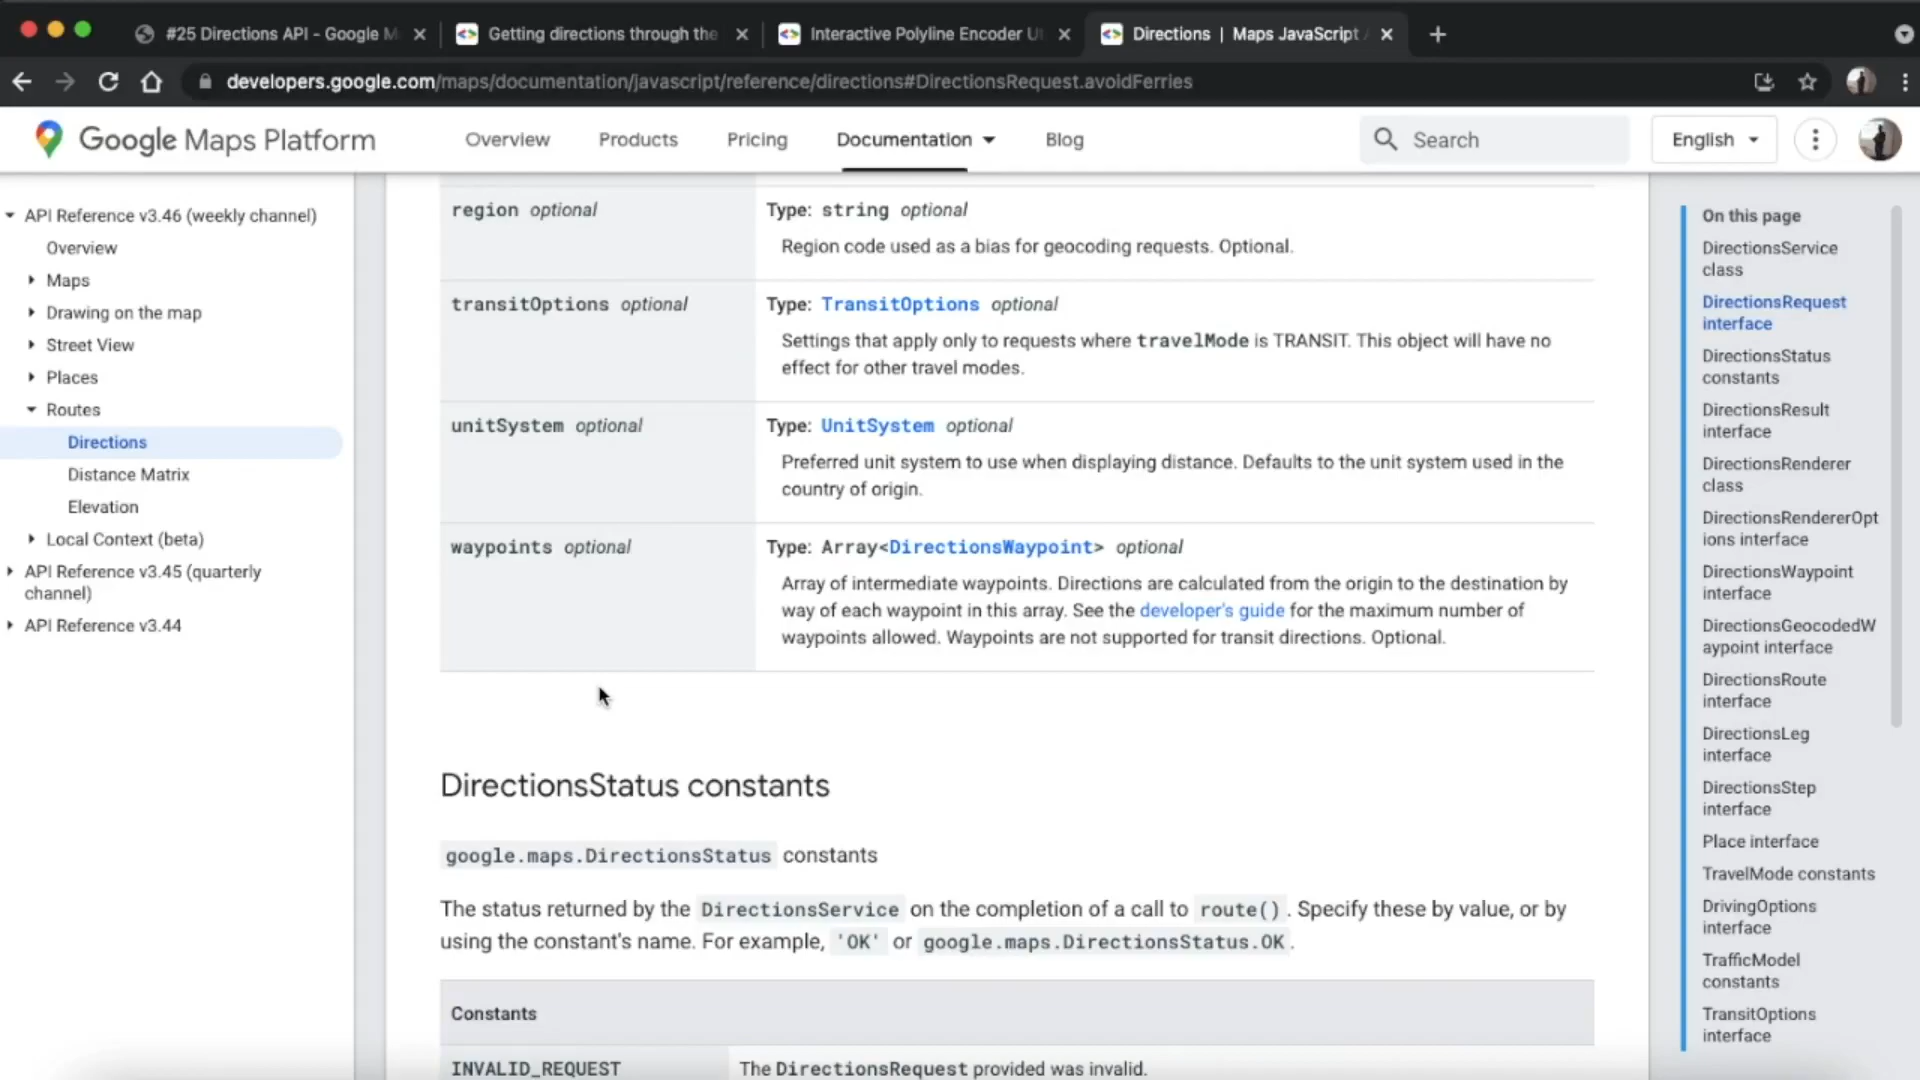 #25 Directions API - Google M
Getting directions through the
Interactive Polyline Encoder U
Directions | Maps JavaScript
developers.google.com/maps/documentation/javascript/reference/directions#DirectionsRequest.avoidFerries
Google Maps Platform
Overview
Products
Pricing
Documentation
Blog
Search
English
API Reference v3.46 (weekly channel)
Overview
Maps
Drawing on the map
Street View
Places
Routes
Directions
Distance Matrix
Elevation
Local Context (beta)
API Reference v3.45 (quarterly
channel)
API Reference v3.44
region optional
Type: string optional
Region code used as a bias for geocoding requests. Optional.
transitOptions optional
Type: TransitOptions optional
Settings that apply only to requests where travelMode is TRANSIT. This object will have no
effect for other travel modes.
unitSystem optional
Type: UnitSystem optional
Preferred unit system to use when displaying distance. Defaults to the unit system used in the
country of origin.
waypoints optional
Type: Array<DirectionsWaypoint> optional
Array of intermediate waypoints. Directions are calculated from the origin to the destination by
way of each waypoint in this array. See the developer's guide for the maximum number of
waypoints allowed. Waypoints are not supported for transit directions. Optional.
DirectionsStatus constants
google.maps.DirectionsStatus constants
The status returned by the DirectionsService on the completion of a call to route(). Specify these by value, or by
using the constant's name. For example, 'OK' or google.maps.DirectionsStatus.OK.
Constants
INVALID_REQUEST
The DirectionsRequest provided was invalid.
On this page
DirectionsService
class
DirectionsRequest
interface
DirectionsStatus
constants
DirectionsResult
interface
DirectionsRenderer
class
DirectionsRendererOpt
ions interface
DirectionsWaypoint
interface
DirectionsGeocodedW
aypoint interface
DirectionsRoute
interface
DirectionsLeg
interface
DirectionsStep
interface
Place interface
TravelMode constants
DrivingOptions
interface
TrafficModel
constants
TransitOptions
interface